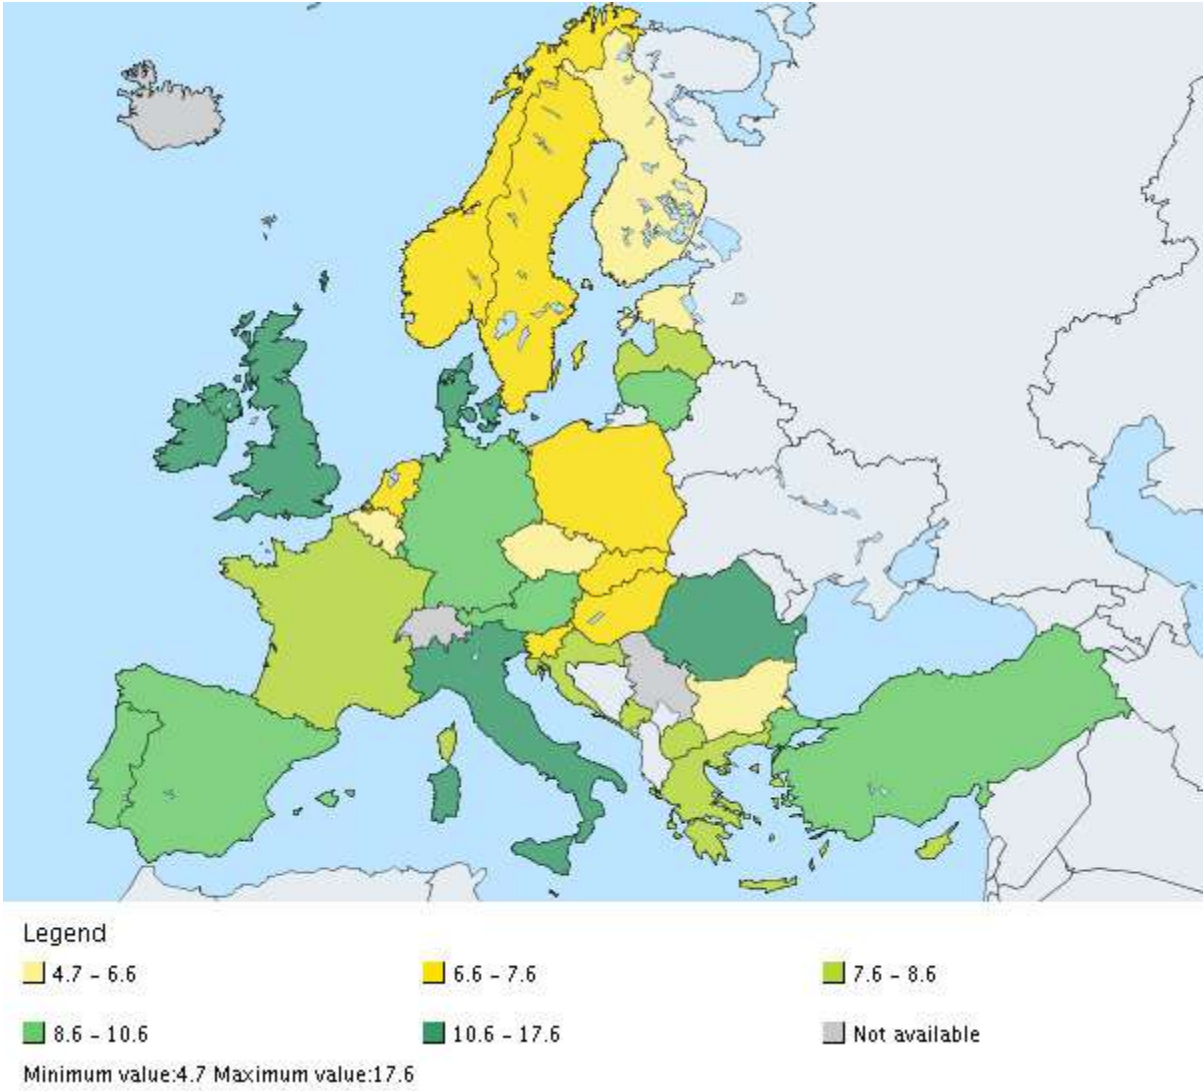 Legend
4.7 - 6.6
6.6 - 7.6
7.6 - 8.6
8.6 - 10.6
10.6 - 17.6
Not available
Minimum value:4.7 Maximum value:17.6